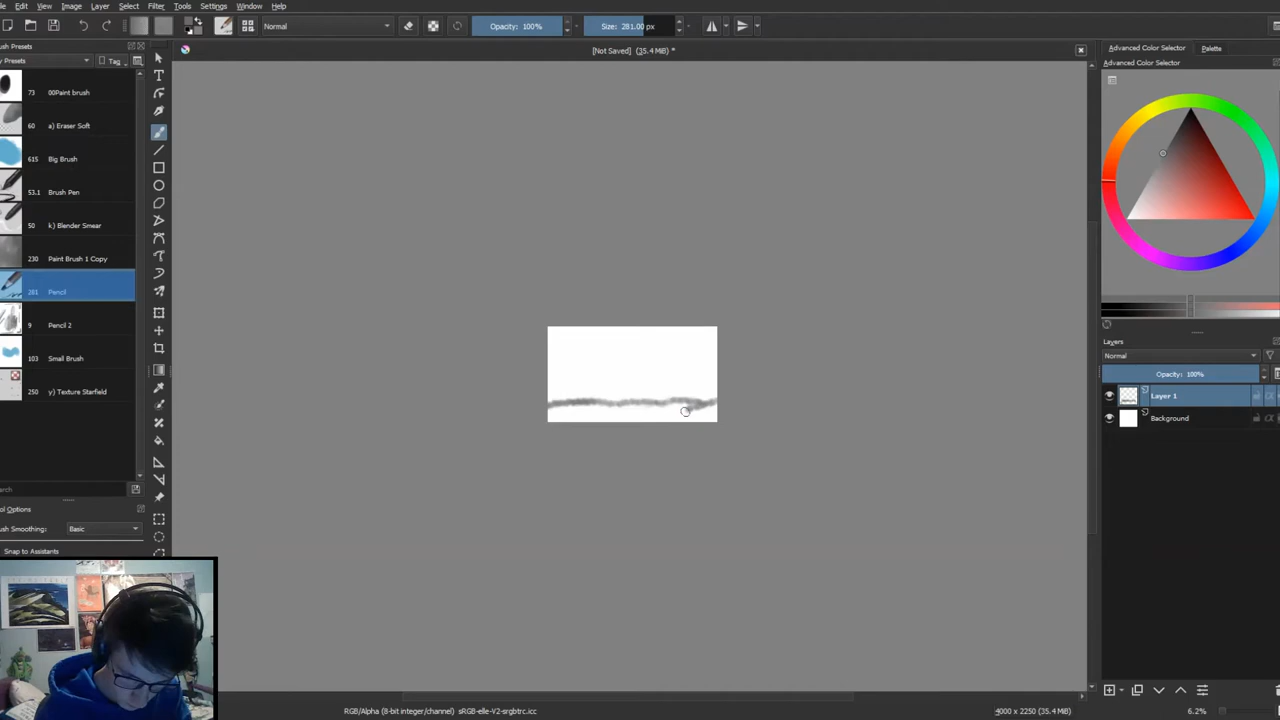 File Edit View Image Layer Select Filter Tools Settings Window Help
Normal Opacity: 100% Size: 281.00 px
[Not Saved] (35.4 MiB) *
Tag
73 00Paint brush
60 a) Eraser Soft
615 Big Brush
53.1 Brush Pen
50 k) Blender Smear
230 Paint Brush 1 Copy
281 Pencil
9 Pencil 2
103 Small Brush
250 y) Texture Starfield
Basic
Snap to Assistants
Advanced Color Selector Palette
Advanced Color Selector
Layers
Normal
Opacity: 100%
Layer 1
Background
RGB/Alpha (8-bit integer/channel) sRGB-elle-V2-srgbtrc.icc 4000 x 2250 (35.4 MiB) 6.2%